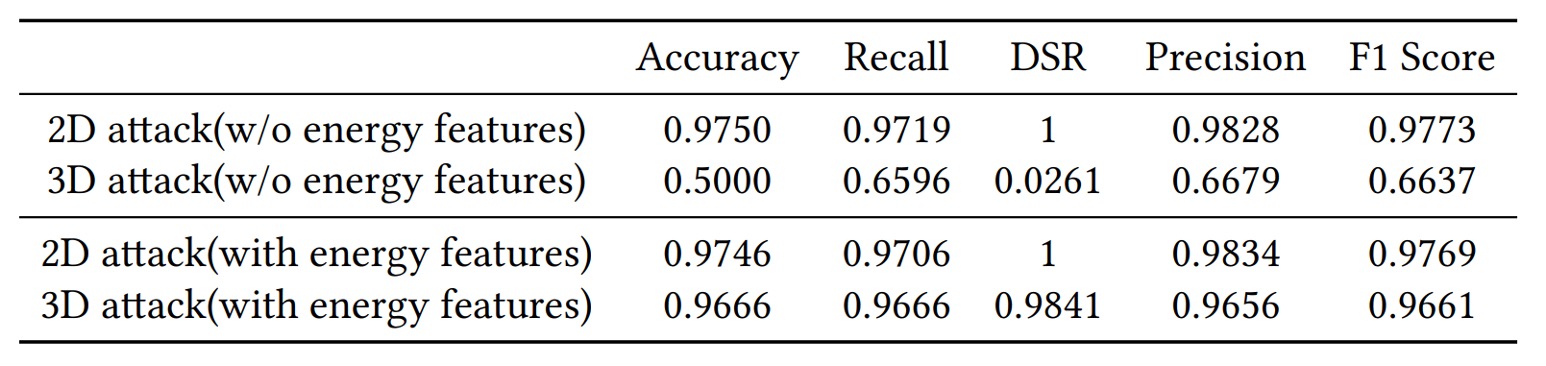 Accuracy Recall DSR Precision F1 Score
2D attack(w/o energy features) 0.9750 0.9719 1 0.9828 0.9773
3D attack(w/o energy features) 0.5000 0.6596 0.0261 0.6679 0.6637
2D attack(with energy features) 0.9746 0.9706 1 0.9834 0.9769
3D attack(with energy features) 0.9666 0.9666 0.9841 0.9656 0.9661